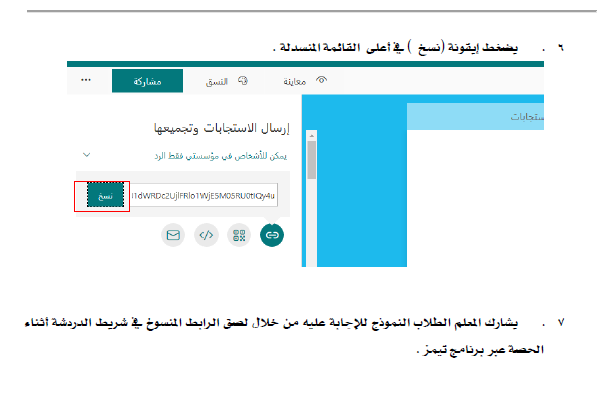 ٦ . يضغط إيقونة (نسخ ) في أعلى القائمة المنسدلة .
معاينة النسق مشاركة ...
ستجابات
إرسال الاستجابات وتجميعها
يمكن للأشخاص في مؤسستي فقط الرد
نسخ I1dWRDc2UjlFRlo1WjE5M05RU0tIQy4u
٧ . يشارك المعلم الطلاب النموذج للإجابة عليه من خلال لصق الرابط المنسوخ في شريط الدردشة أثناء
الحصة عبر برنامج تيمز .